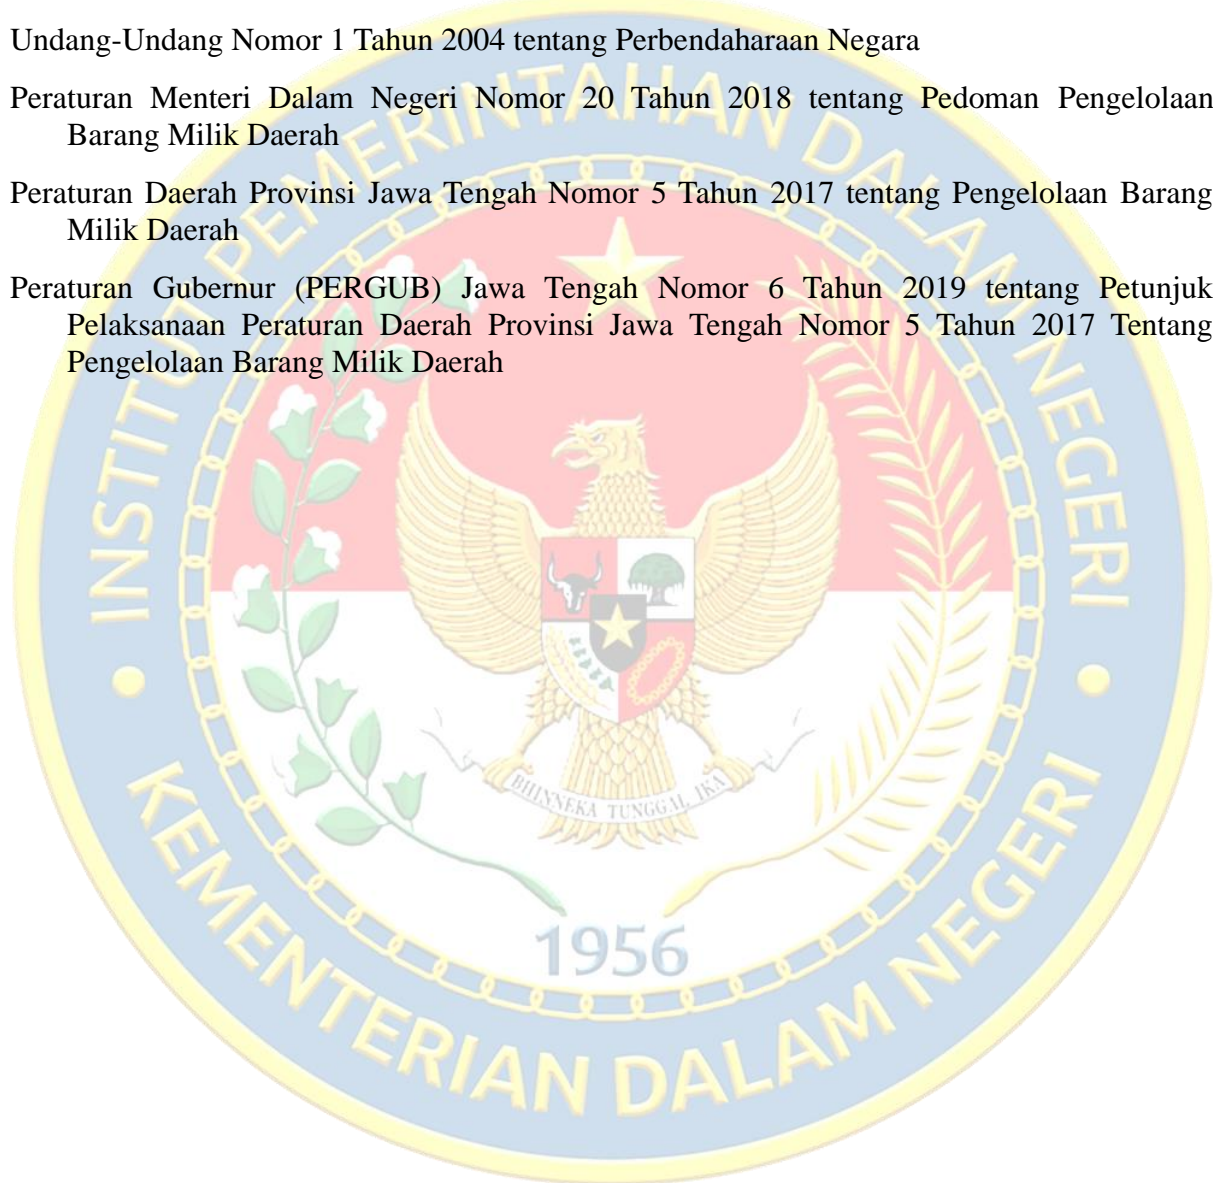 Undang-Undang Nomor 1 Tahun 2004 tentang Perbendaharaan Negara
Peraturan Menteri Dalam Negeri Nomor 20 Tahun 2018 tentang Pedoman Pengelolaan
Barang Milik Daerah
Peraturan Daerah Provinsi Jawa Tengah Nomor 5 Tahun 2017 tentang Pengelolaan Barang
Milik Daerah
Peraturan Gubernur (PERGUB) Jawa Tengah Nomor 6 Tahun 2019 tentang Petunjuk
Pelaksanaan Peraturan Daerah Provinsi Jawa Tengah Nomor 5 Tahun 2017 Tentang
Pengelolaan Barang Milik Daerah
INSTITUT PEMERINTAHAN DALAM NEGERI
BHINNEKA TUNGGAL IKA
1956
KEMENTERIAN DALAM NEGERI